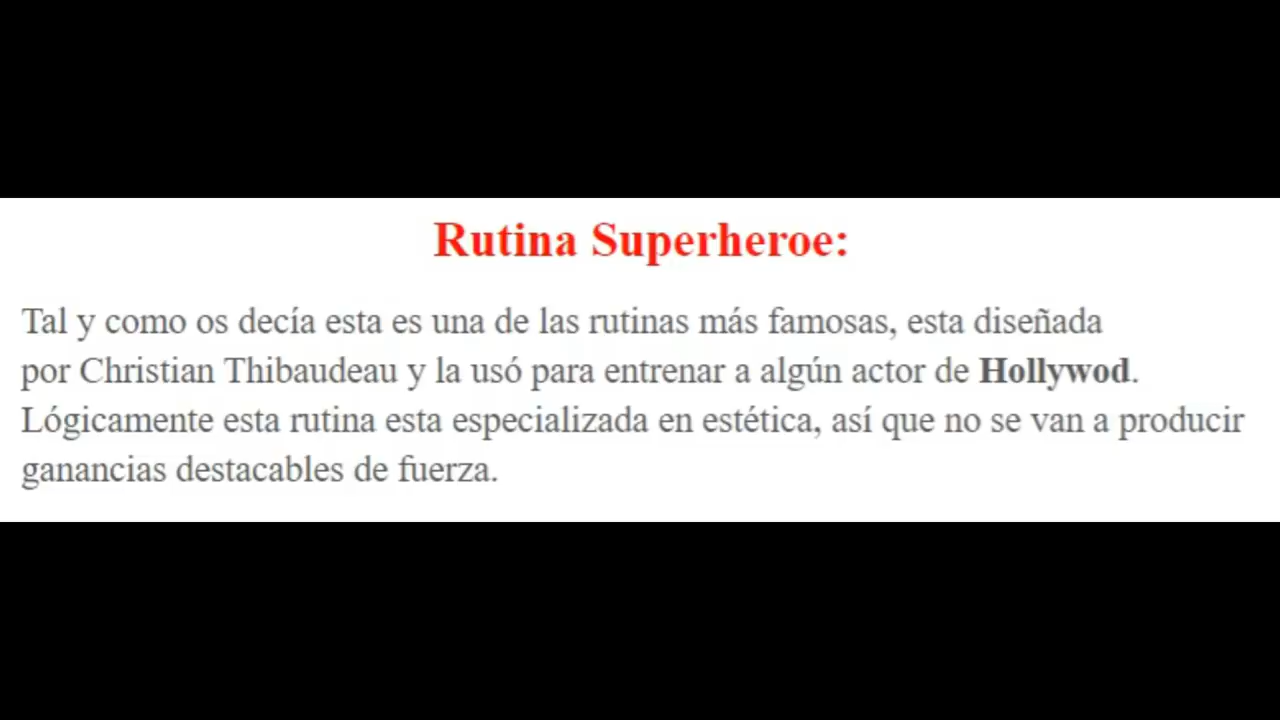 Rutina Superheroe:
Tal y como os decía esta es una de las rutinas más famosas, esta diseñada
por Christian Thibaudeau y la usó para entrenar a algún actor de Hollywod.
Lógicamente esta rutina esta especializada en estética, así que no se van a producir
ganancias destacables de fuerza.